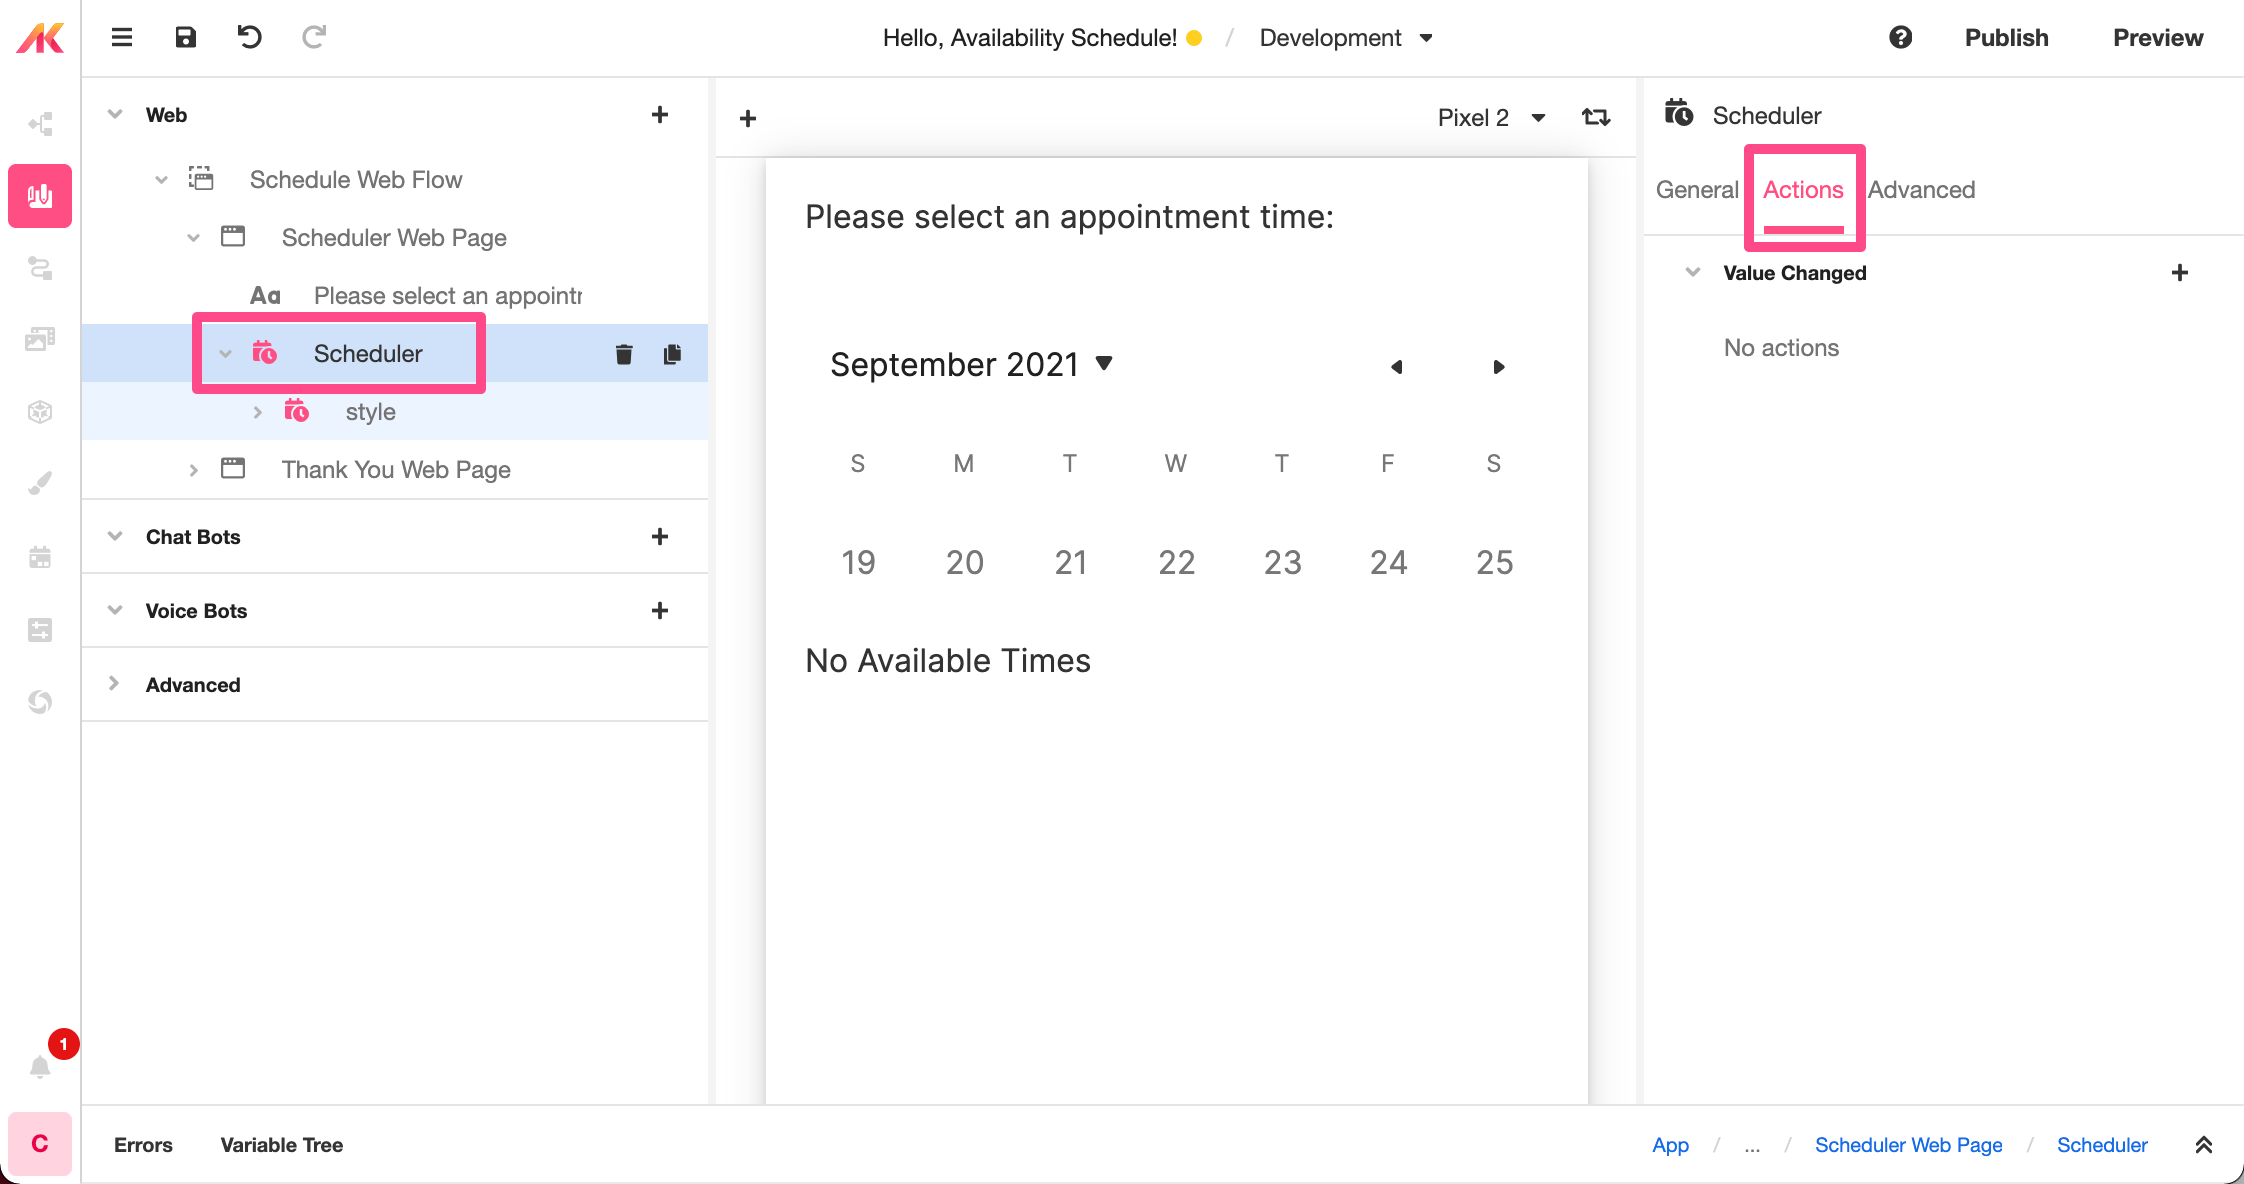 Hello, Availability Schedule! / Development
Publish
Preview
Web
Schedule Web Flow
Scheduler Web Page
Aa Please select an appoint
Scheduler
style
Thank You Web Page
Chat Bots
Voice Bots
Advanced
1
C
Pixel 2
Please select an appointment time:
September 2021
S M T W T F S
19 20 21 22 23 24 25
No Available Times
Scheduler
General Actions Advanced
Value Changed
No actions
Errors Variable Tree
App / ... / Scheduler Web Page / Scheduler